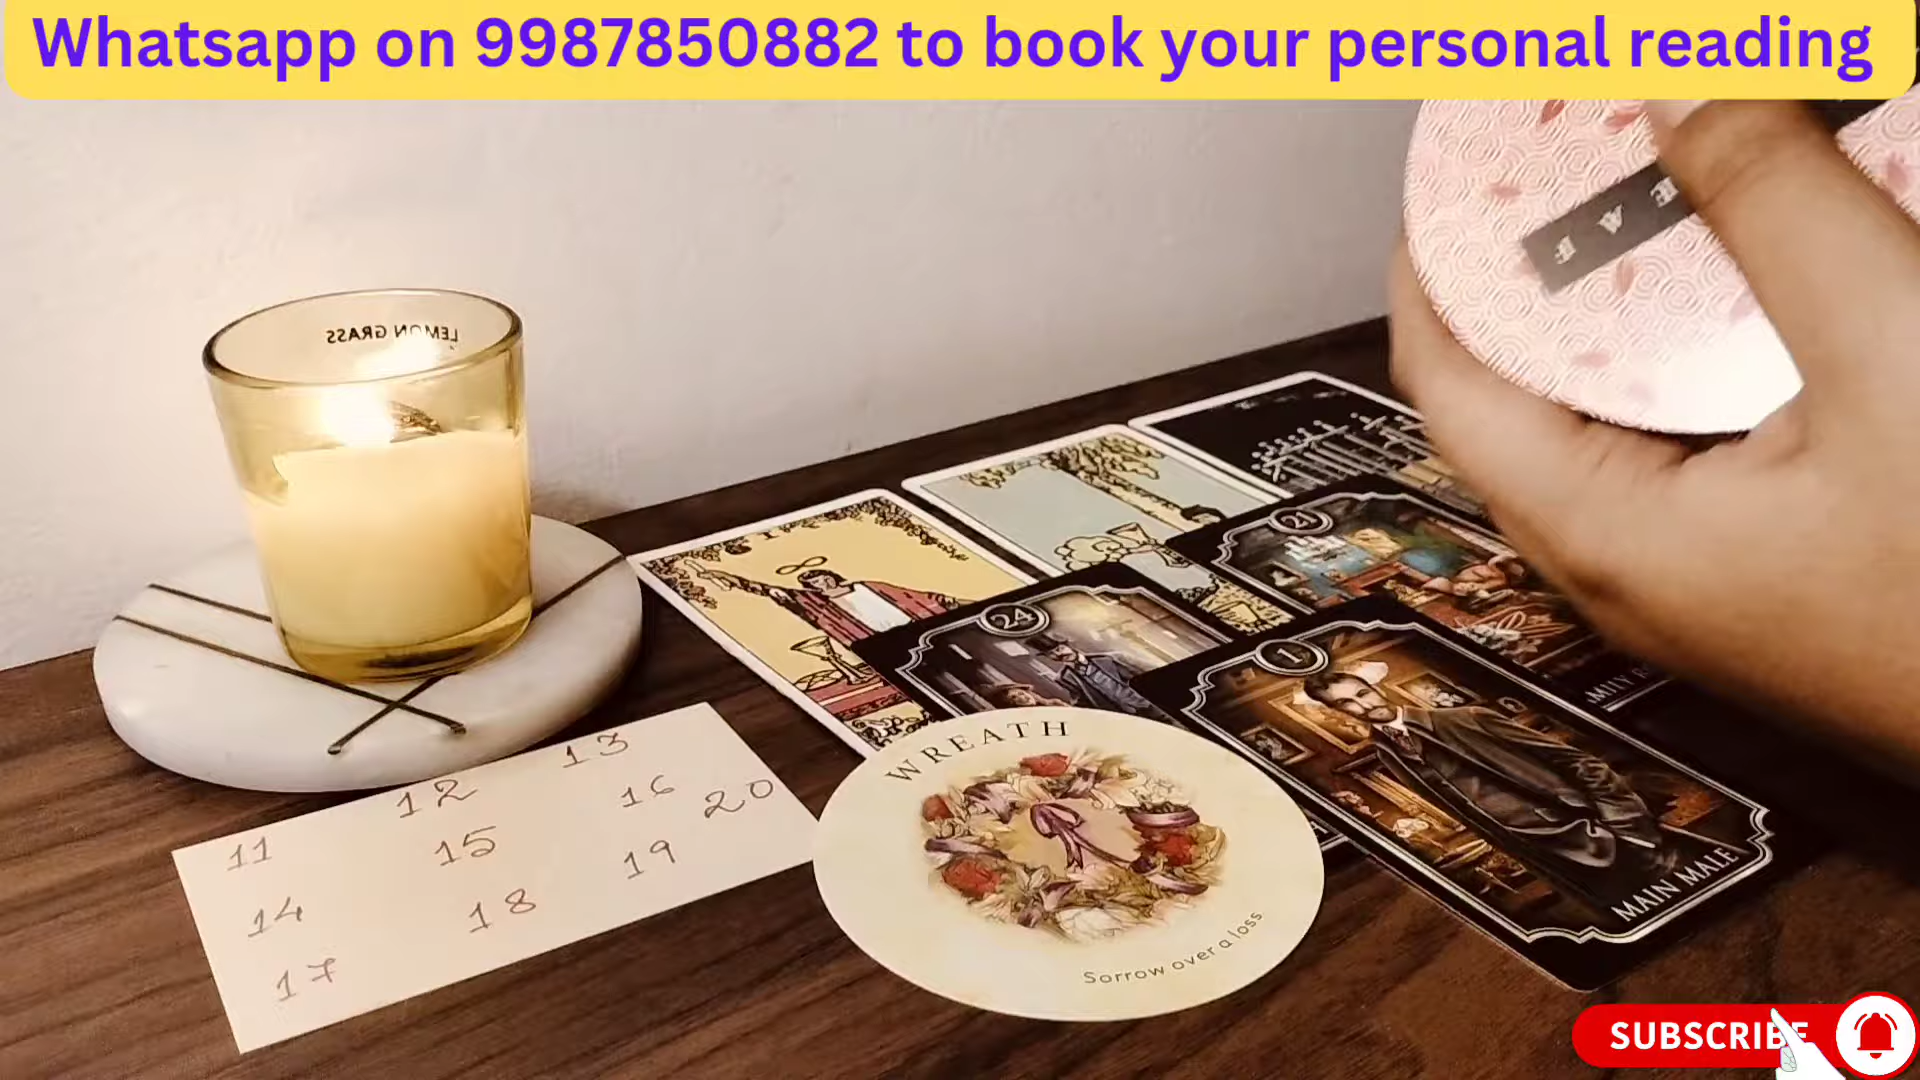 Whatsapp on 9987850882 to book your personal reading
LEMON GRASS
I
24
21
1
MAIN MALE
WREATH
Sorrow over a loss
11 12 13
14 15 16
17 18 19 20
SUBSCRIBE